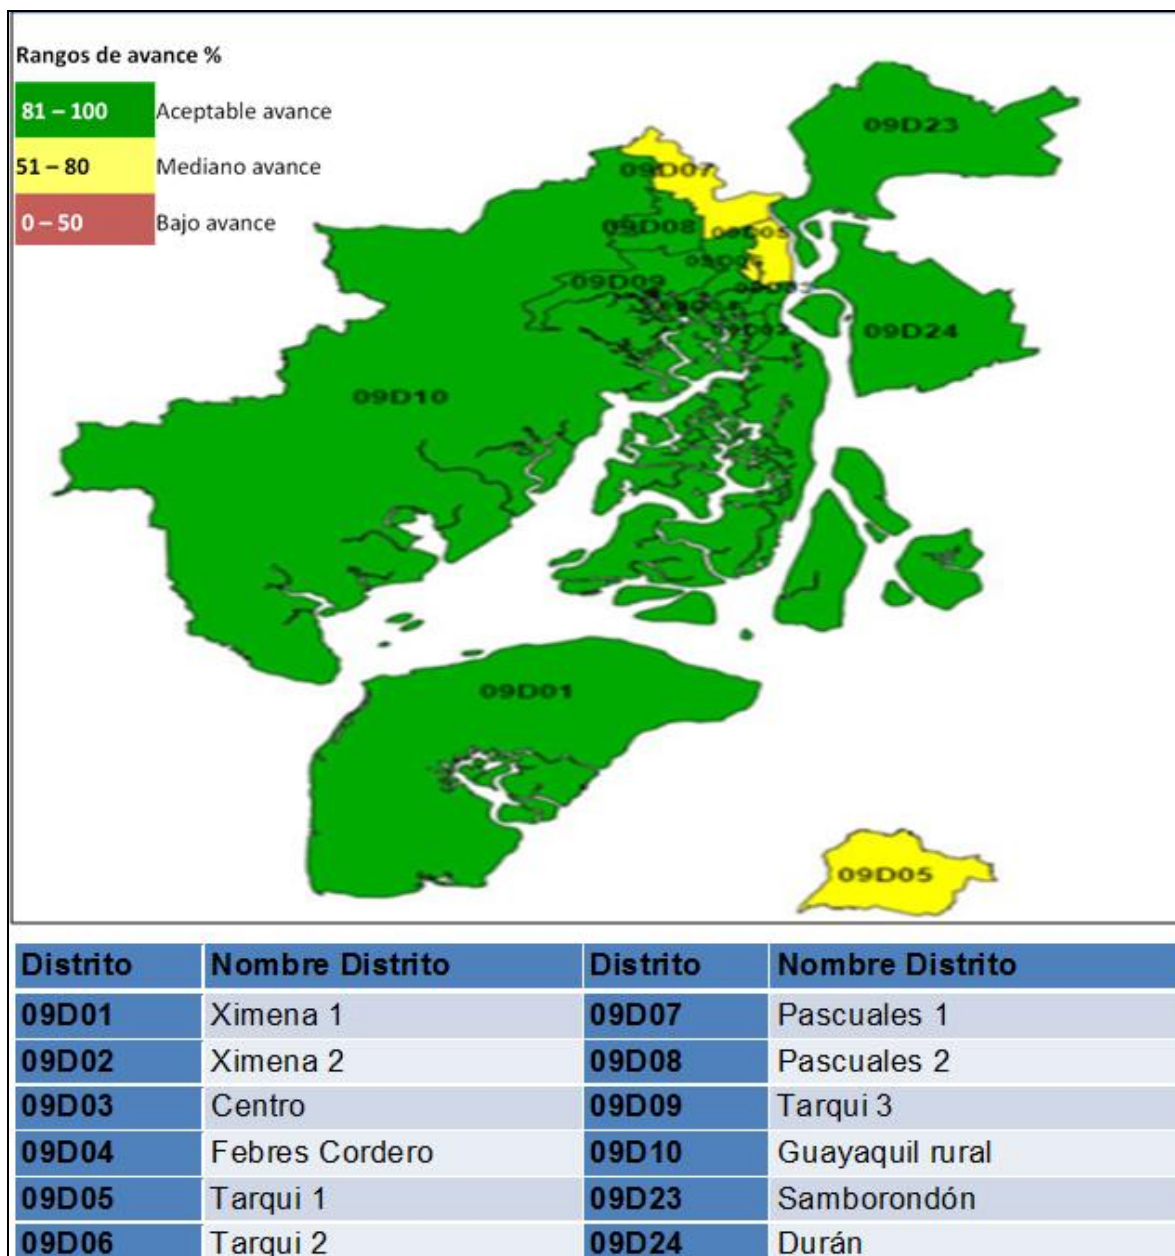 Rangos de avance %
81 – 100 Aceptable avance
51 – 80 Mediano avance
0 – 50 Bajo avance
09D23
09D07
09D08
09D05
09D09
09D24
09D02
09D10
09D01
09D05
Distrito Nombre Distrito Distrito Nombre Distrito
09D01 Ximena 1 09D07 Pascuales 1
09D02 Ximena 2 09D08 Pascuales 2
09D03 Centro 09D09 Tarqui 3
09D04 Febres Cordero 09D10 Guayaquil rural
09D05 Tarqui 1 09D23 Samborondón
09D06 Tarqui 2 09D24 Durán